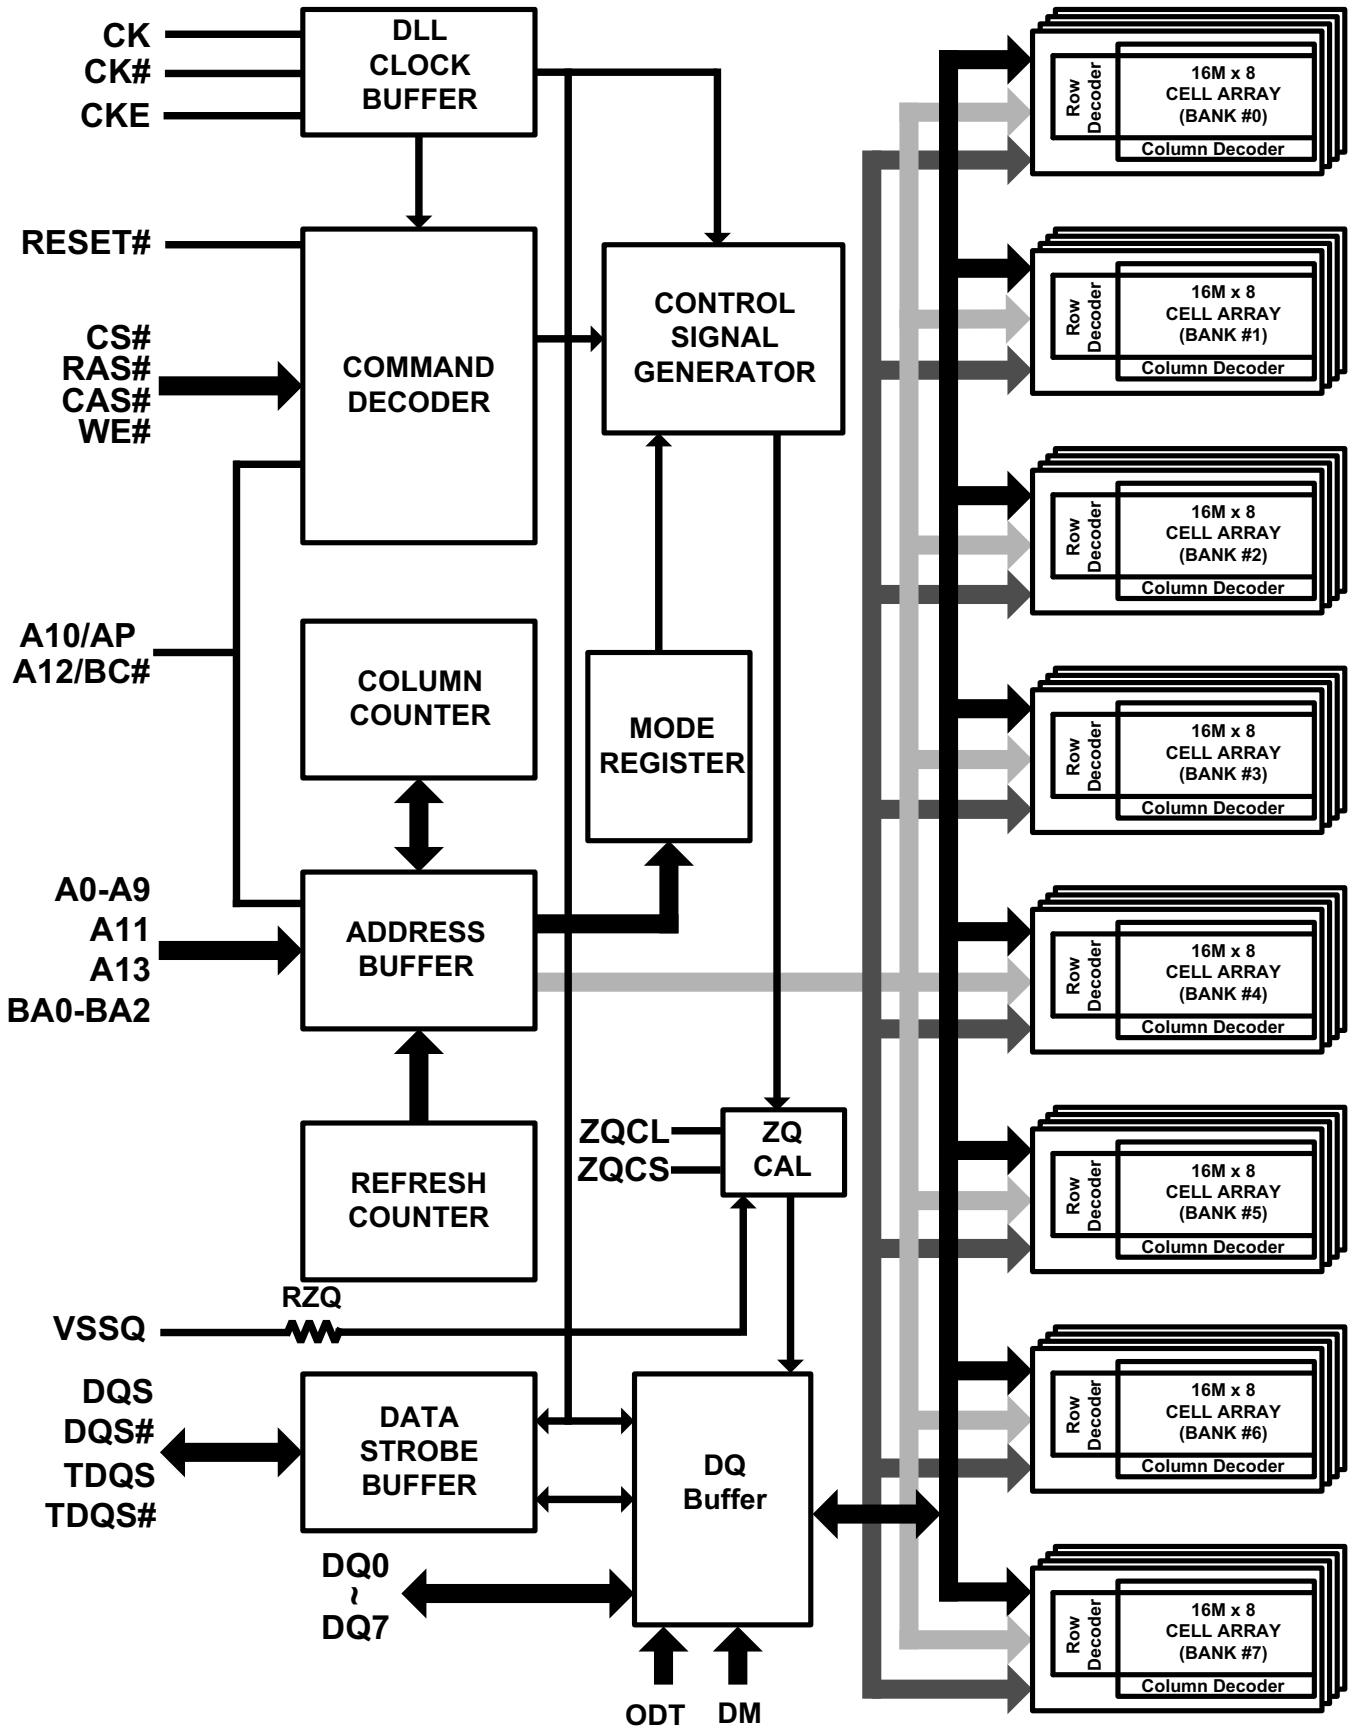 CK
CK#
CKE
DLL
CLOCK
BUFFER
RESET#
CS#
RAS#
CAS#
WE#
COMMAND
DECODER
CONTROL
SIGNAL
GENERATOR
A10/AP
A12/BC#
COLUMN
COUNTER
MODE
REGISTER
A0-A9
A11
A13
BA0-BA2
ADDRESS
BUFFER
REFRESH
COUNTER
ZQCL
ZQCS
ZQ
CAL
RZQ
VSSQ
DQS
DQS#
TDQS
TDQS#
DATA
STROBE
BUFFER
DQ
Buffer
DQ0
~
DQ7
ODT
DM
Row
Decoder
16M x 8
CELL ARRAY
(BANK #0)
Column Decoder
Row
Decoder
16M x 8
CELL ARRAY
(BANK #1)
Column Decoder
Row
Decoder
16M x 8
CELL ARRAY
(BANK #2)
Column Decoder
Row
Decoder
16M x 8
CELL ARRAY
(BANK #3)
Column Decoder
Row
Decoder
16M x 8
CELL ARRAY
(BANK #4)
Column Decoder
Row
Decoder
16M x 8
CELL ARRAY
(BANK #5)
Column Decoder
Row
Decoder
16M x 8
CELL ARRAY
(BANK #6)
Column Decoder
Row
Decoder
16M x 8
CELL ARRAY
(BANK #7)
Column Decoder